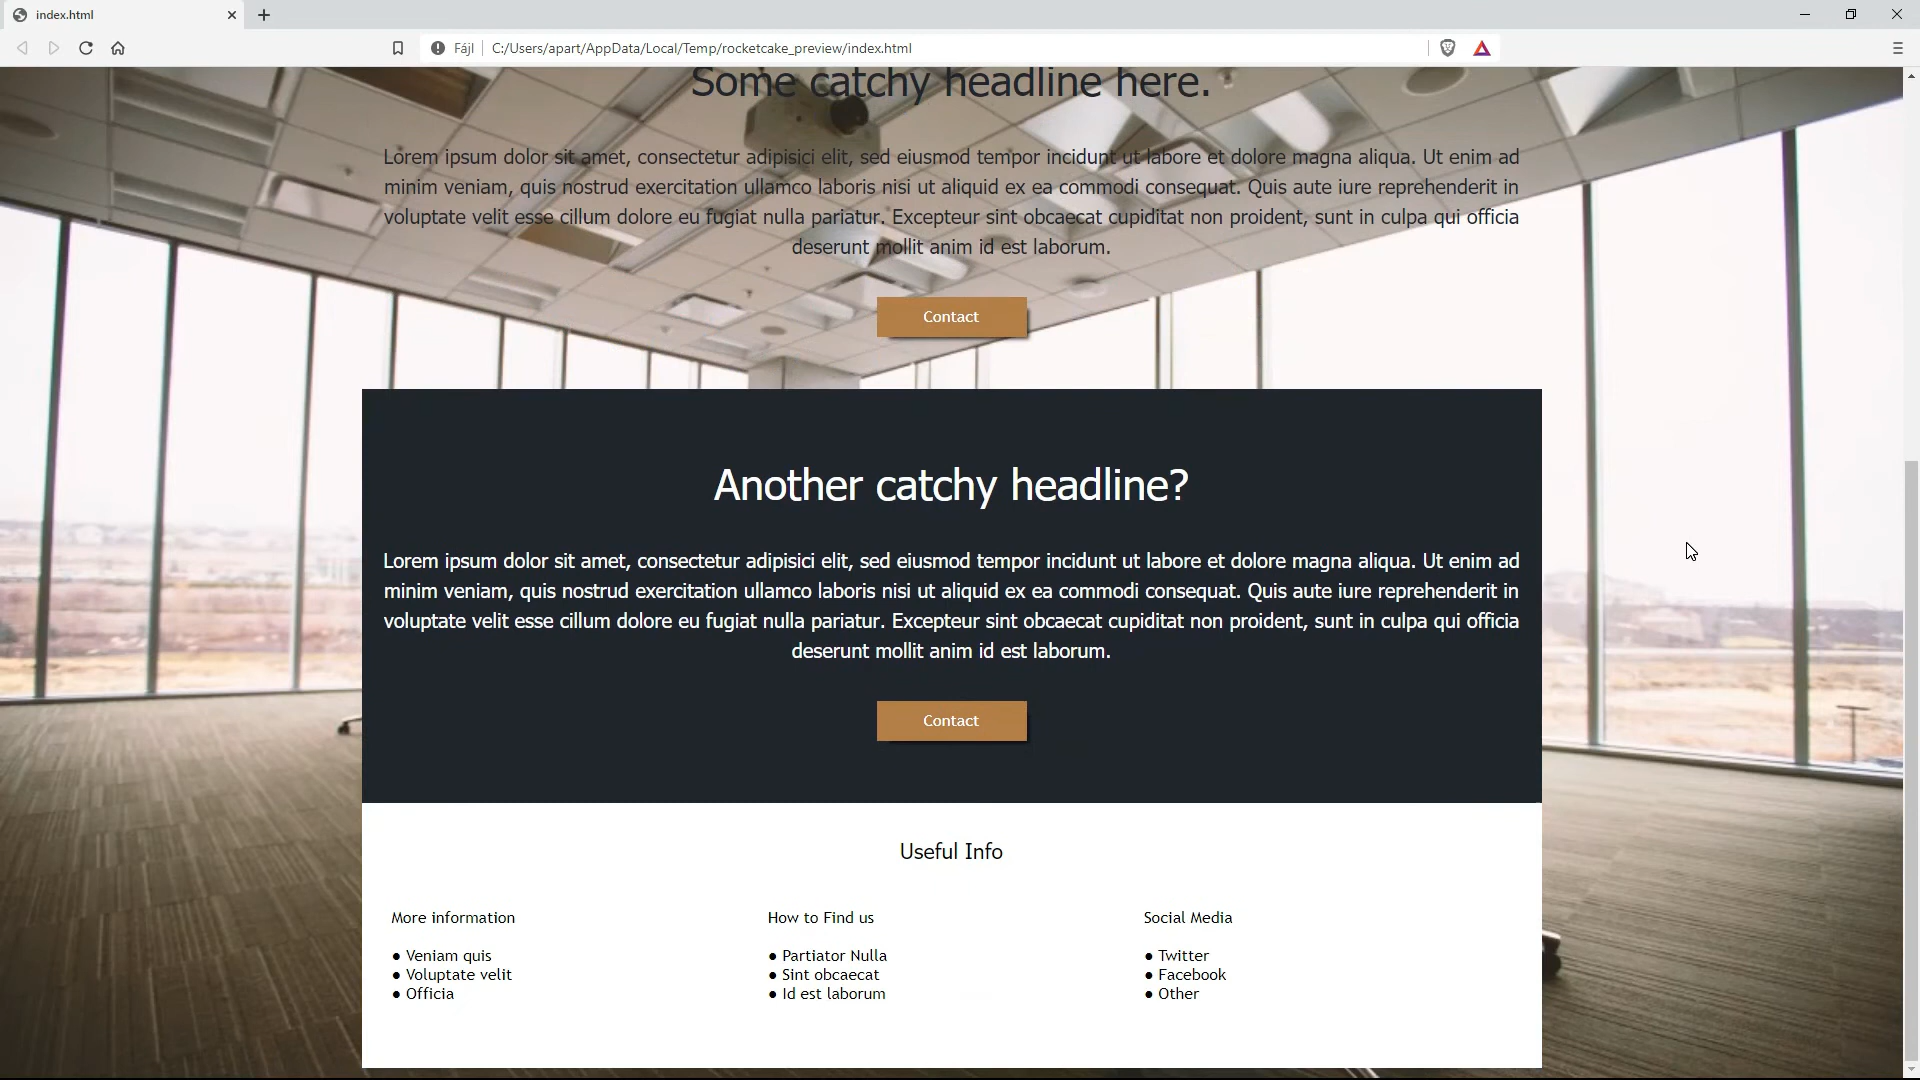 index.html
Fájl C:/Users/apart/AppData/Local/Temp/rocketcake_preview/index.html
Some catchy headline here.
Lorem ipsum dolor sit amet, consectetur adipisici elit, sed eiusmod tempor incidunt ut labore et dolore magna aliqua. Ut enim ad
minim veniam, quis nostrud exercitation ullamco laboris nisi ut aliquid ex ea commodi consequat. Quis aute iure reprehenderit in
voluptate velit esse cillum dolore eu fugiat nulla pariatur. Excepteur sint obcaecat cupiditat non proident, sunt in culpa qui officia
deserunt mollit anim id est laborum.
Contact
Another catchy headline?
Lorem ipsum dolor sit amet, consectetur adipisici elit, sed eiusmod tempor incidunt ut labore et dolore magna aliqua. Ut enim ad
minim veniam, quis nostrud exercitation ullamco laboris nisi ut aliquid ex ea commodi consequat. Quis aute iure reprehenderit in
voluptate velit esse cillum dolore eu fugiat nulla pariatur. Excepteur sint obcaecat cupiditat non proident, sunt in culpa qui officia
deserunt mollit anim id est laborum.
Contact
Useful Info
More information
● Veniam quis
● Voluptate velit
● Officia
How to Find us
● Partiator Nulla
● Sint obcaecat
● Id est laborum
Social Media
● Twitter
● Facebook
● Other